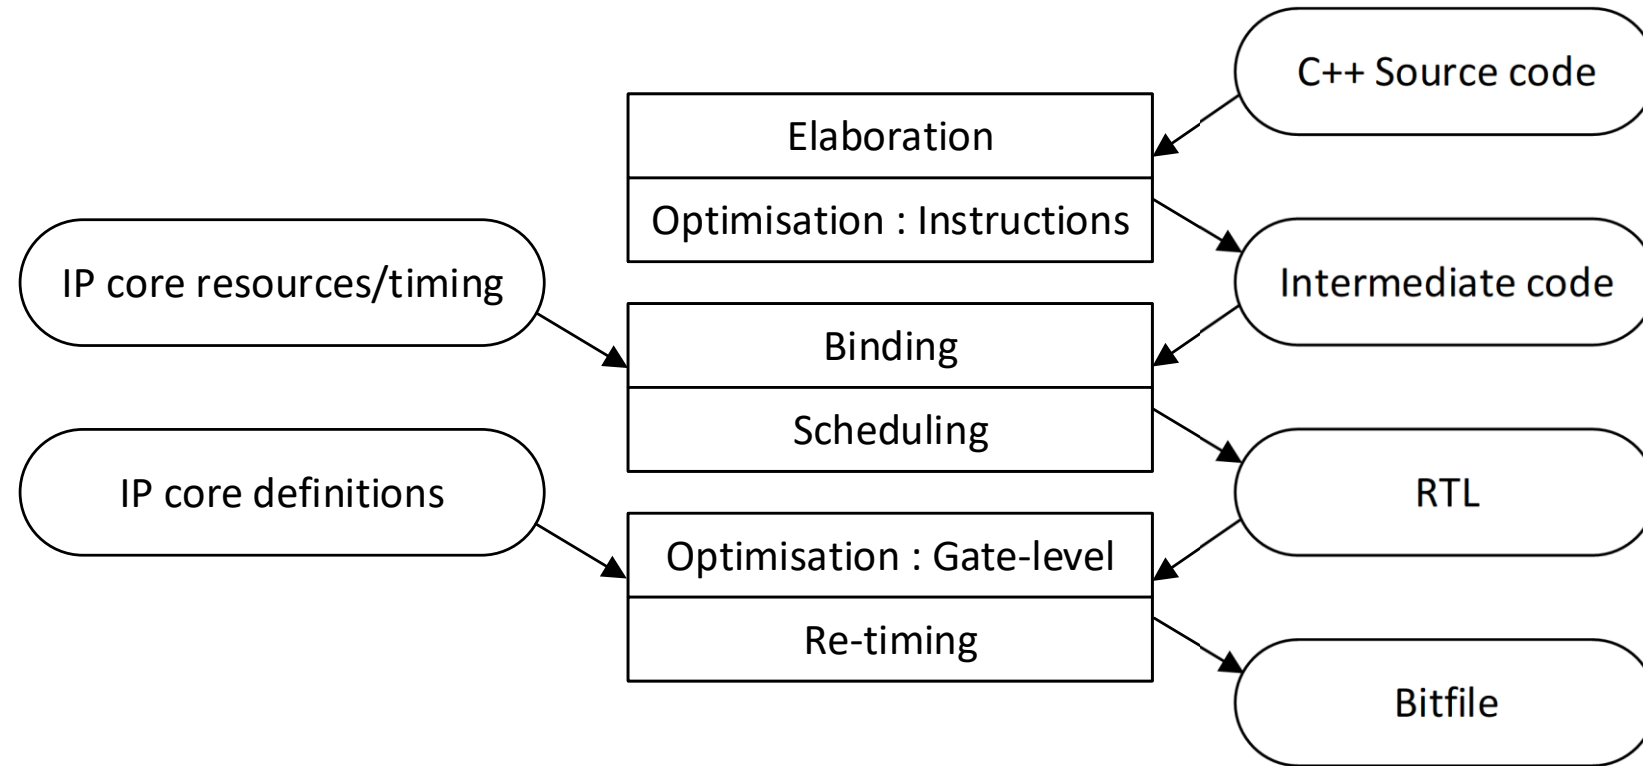 C++ Source code
Elaboration
Optimisation : Instructions
IP core resources/timing
Intermediate code
Binding
Scheduling
IP core definitions
RTL
Optimisation : Gate-level
Re-timing
Bitfile